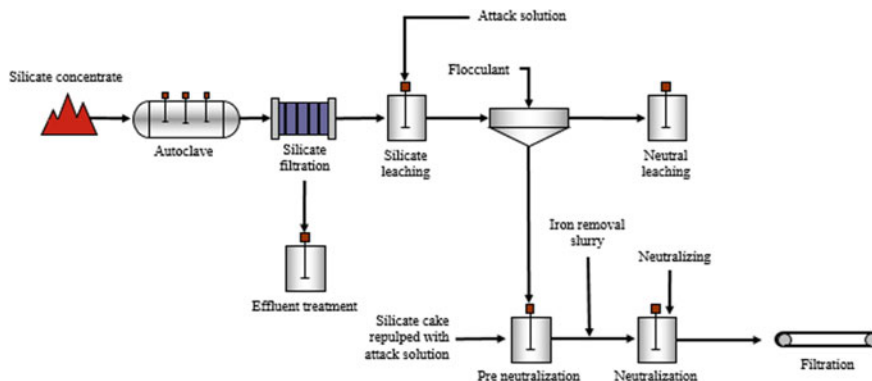 Attack solution
Flocculant
Silicate concentrate
Autoclave
Silicate
filtration
Silicate
leaching
Neutral
leaching
Iron removal
slurry
Neutralizing
Effluent treatment
Silicate cake
repulped with
attack solution
Pre neutralization
Neutralization
Filtration